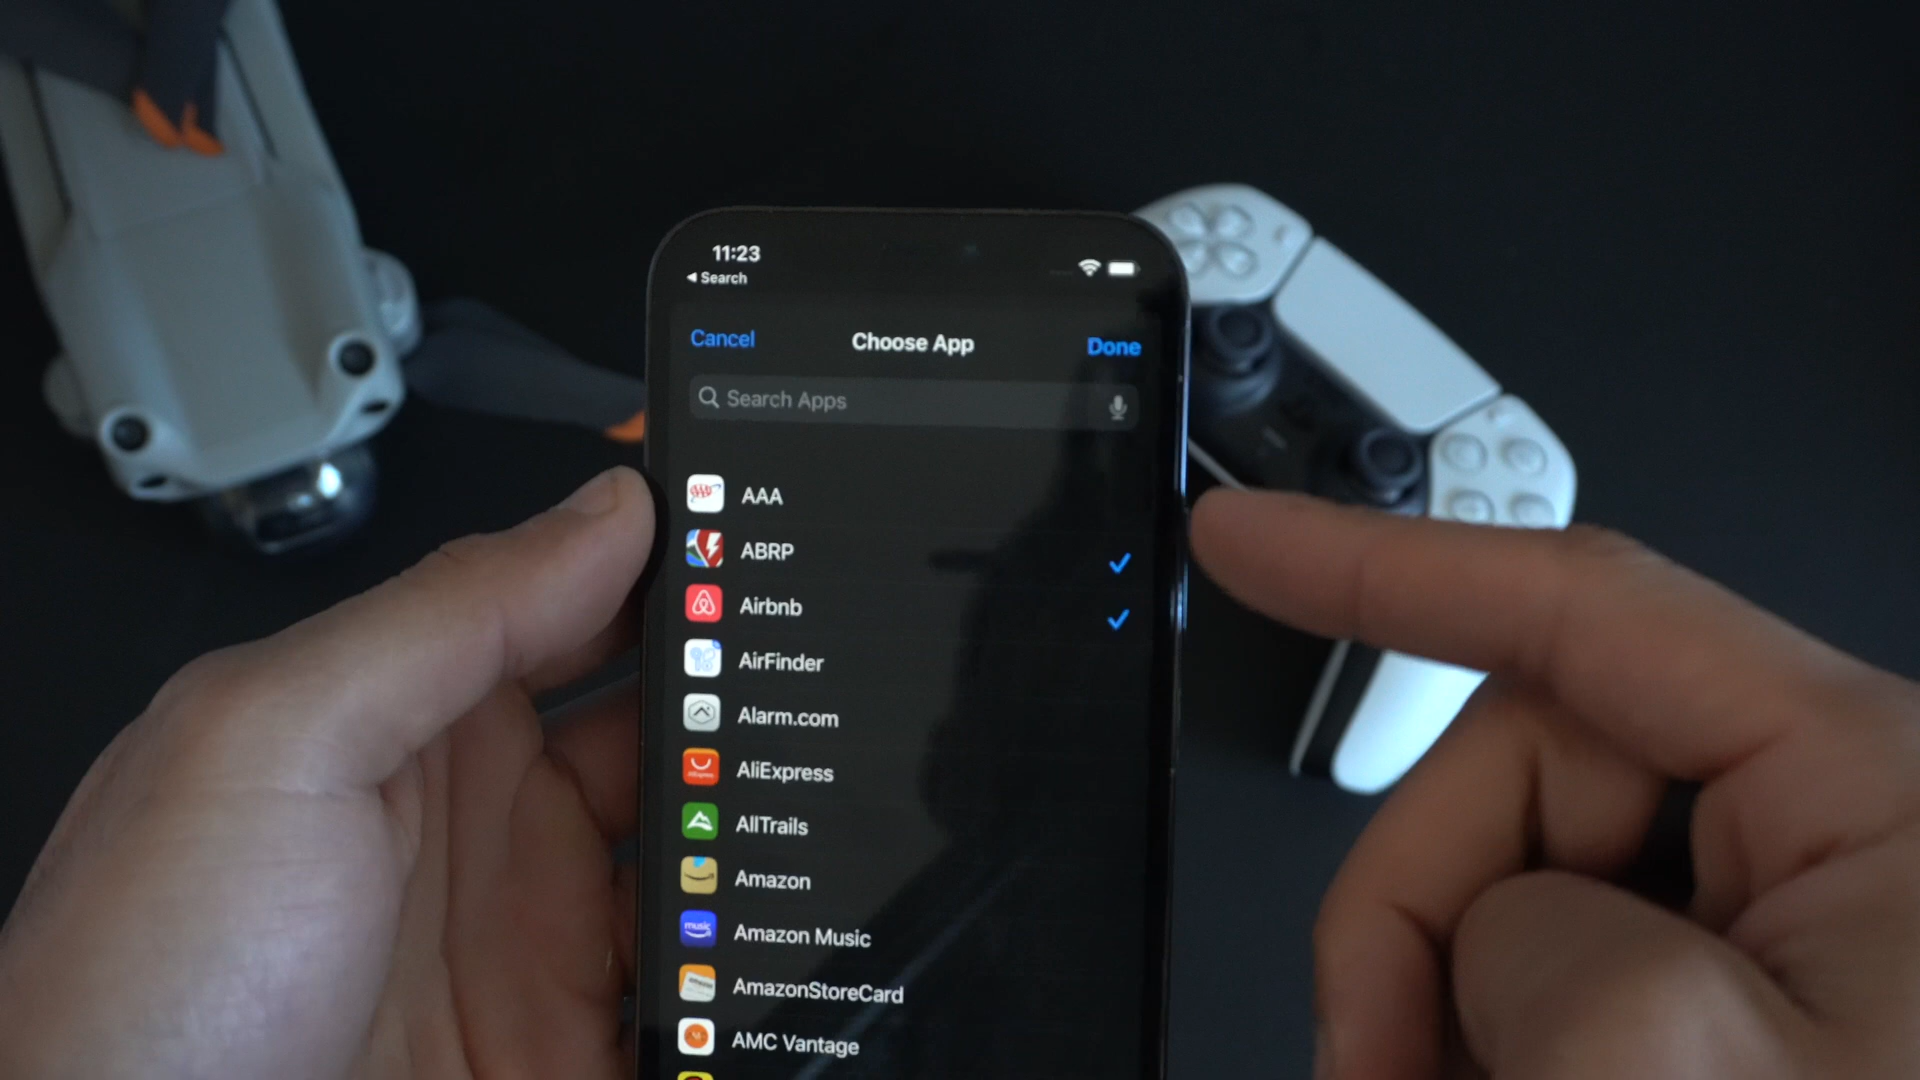 11:23
◀ Search
Cancel
Choose App
Done
Search Apps
AAA
ABRP
Airbnb
AirFinder
Alarm.com
AliExpress
AllTrails
Amazon
music
Amazon Music
AmazonStoreCard
AMC Vantage